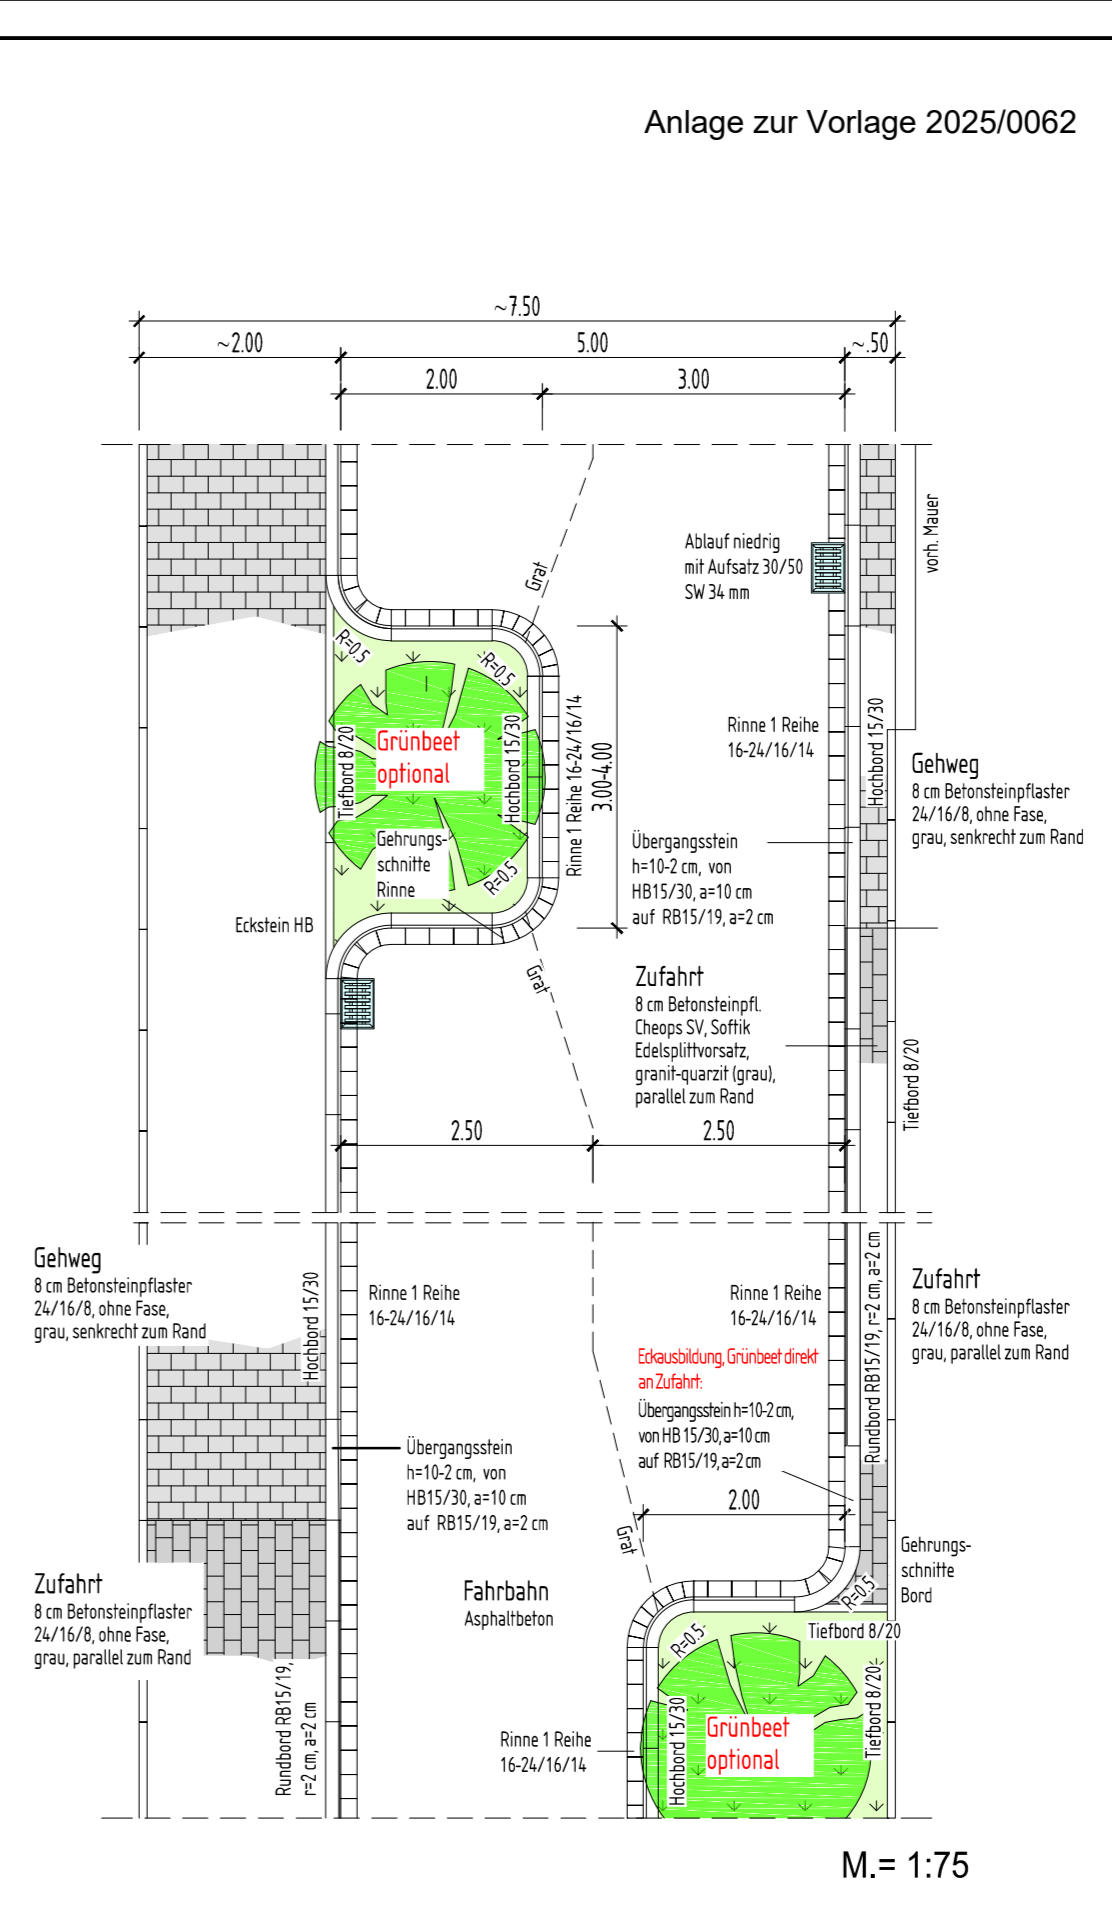 Anlage zur Vorlage 2025/0062
~7.50
~2.00
5.00
~.50
2.00
3.00
Grat
Ablauf niedrig
mit Aufsatz 30/50
SW 34 mm
vorh. Mauer
R=0.5
R=0.5
Tiefbord 8/20
Grünbeet
optional
Hochbord 15/30
Rinne 1 Reihe 16-24/16/14
3.00-4.00
Rinne 1 Reihe
16-24/16/14
Hochbord 15/30
Gehweg
8 cm Betonsteinpflaster
24/16/8, ohne Fase,
grau, senkrecht zum Rand
Gehrungs-
schnitte
Rinne
R=0.5
Übergangsstein
h=10-2 cm, von
HB15/30, a=10 cm
auf RB15/19, a=2 cm
Eckstein HB
Grat
Zufahrt
8 cm Betonsteinpfl.
Cheops SV, Softik
Edelsplittvorsatz,
granit-quarzit (grau),
parallel zum Rand
Tiefbord 8/20
2.50
2.50
Gehweg
8 cm Betonsteinpflaster
24/16/8, ohne Fase,
grau, senkrecht zum Rand
Hochbord 15/30
Rinne 1 Reihe
16-24/16/14
Rinne 1 Reihe
16-24/16/14
Rundbord RB15/19, r=2 cm, a=2 cm
Zufahrt
8 cm Betonsteinpflaster
24/16/8, ohne Fase,
grau, parallel zum Rand
Eckausbildung, Grünbeet direkt
an Zufahrt:
Übergangsstein h=10-2 cm,
von HB 15/30, a=10 cm
auf RB15/19, a=2 cm
Übergangsstein
h=10-2 cm, von
HB15/30, a=10 cm
auf RB15/19, a=2 cm
2.00
Grat
Gehrungs-
schnitte
Bord
Zufahrt
8 cm Betonsteinpflaster
24/16/8, ohne Fase,
grau, parallel zum Rand
Fahrbahn
Asphaltbeton
R=0.5
R=0.5
Tiefbord 8/20
Tiefbord 8/20
Rundbord RB15/19,
r=2 cm, a=2 cm
Rinne 1 Reihe
16-24/16/14
Hochbord 15/30
Grünbeet
optional
M.= 1:75